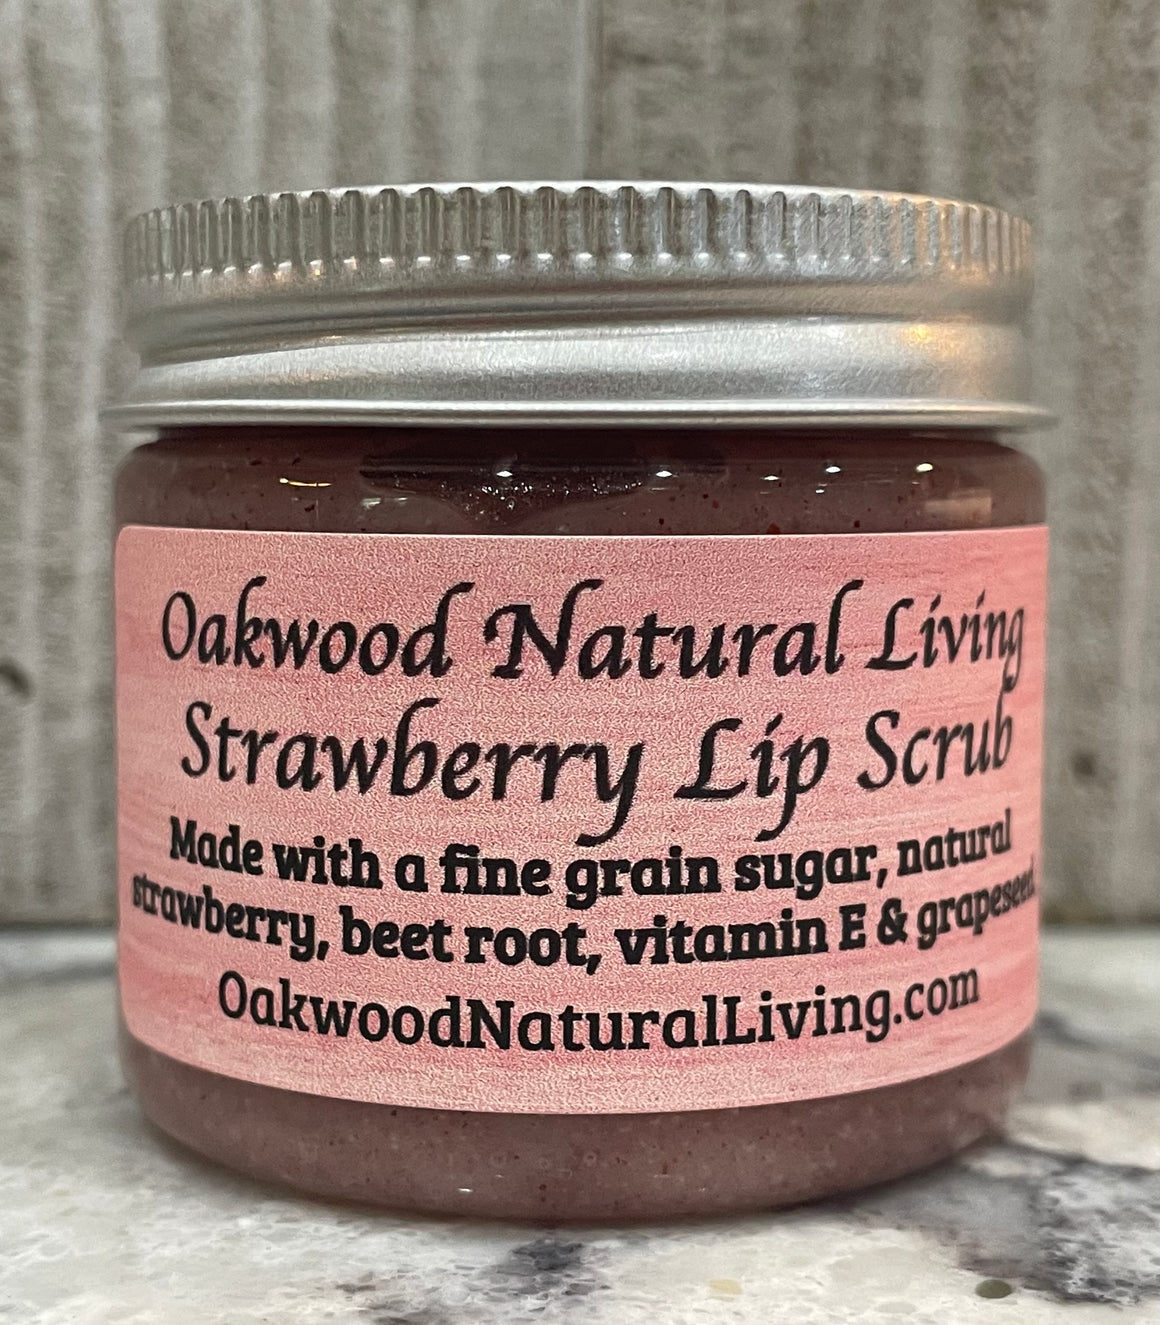 Oakwood Natural Living
Strawberry Lip Scrub
Made with a fine grain sugar, natural
strawberry, beet root, vitamin E & grapeseed.
OakwoodNaturalLiving.com